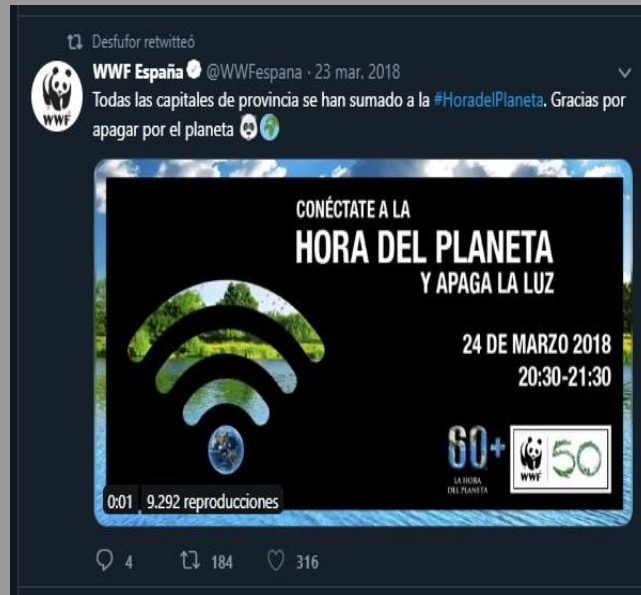 Desfufor retwitteó
WWF España @WWFespana · 23 mar. 2018
Todas las capitales de provincia se han sumado a la #HoradelPlaneta. Gracias por
apagar por el planeta 🐼🌍
WWF
CONÉCTATE A LA
HORA DEL PLANETA
Y APAGA LA LUZ
24 DE MARZO 2018
20:30-21:30
60+
LA HORA
DEL PLANETA
WWF
50
0:01 9.292 reproducciones
4 184 316